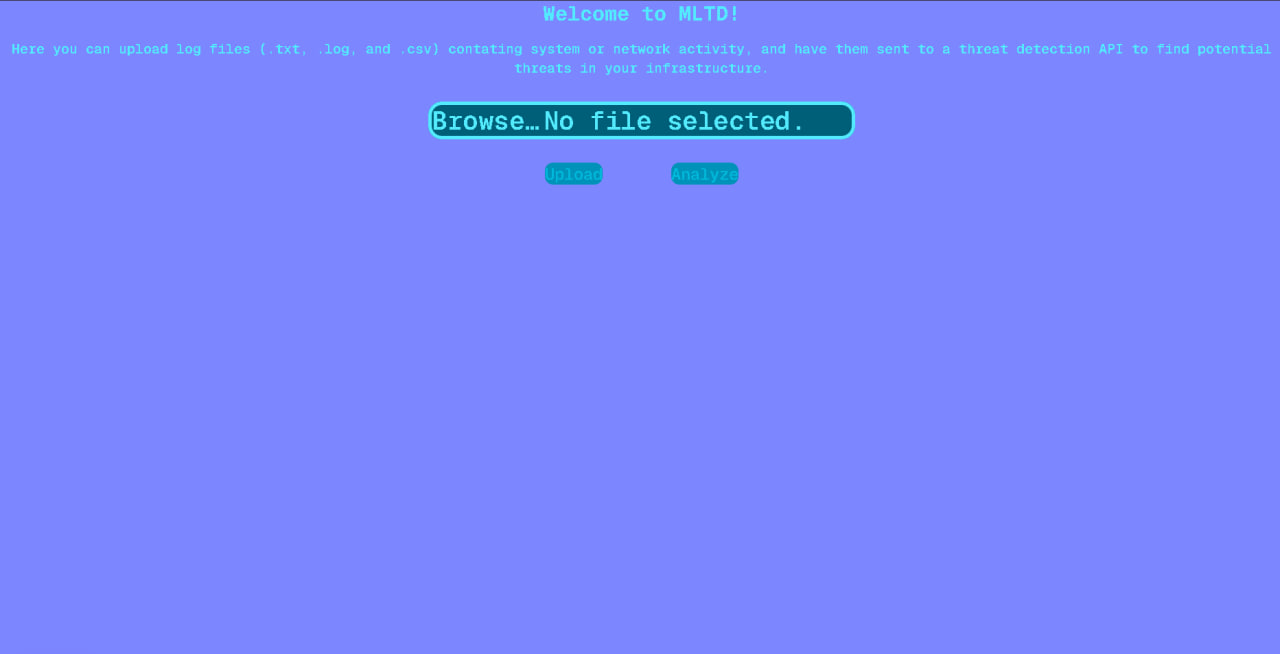 Welcome to MLTD!
Here you can upload log files (.txt, .log, and .csv) contating system or network activity, and have them sent to a threat detection API to find potential
threats in your infrastructure.
Browse…No file selected.
Upload Analyze